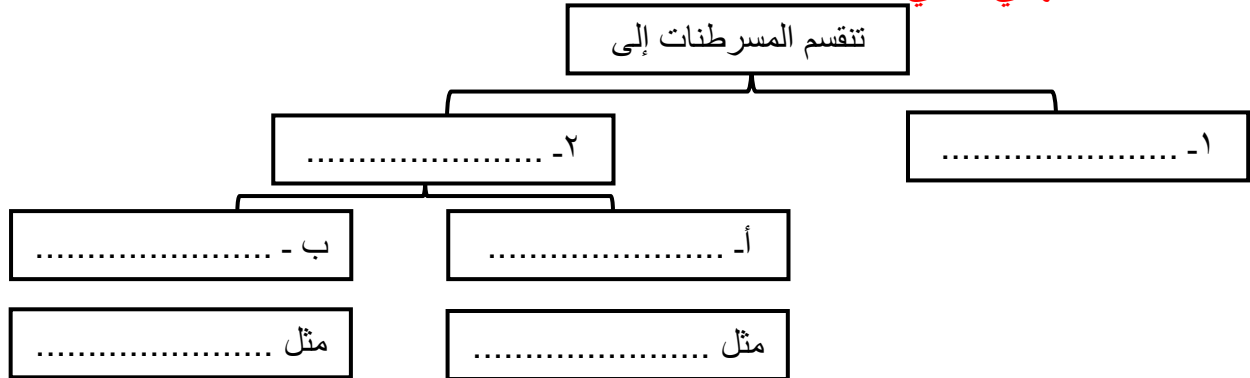 تنقسم المسرطنات إلى
١- .......................
٢- .......................
أ- .......................
ب - .......................
مثل .......................
مثل .......................